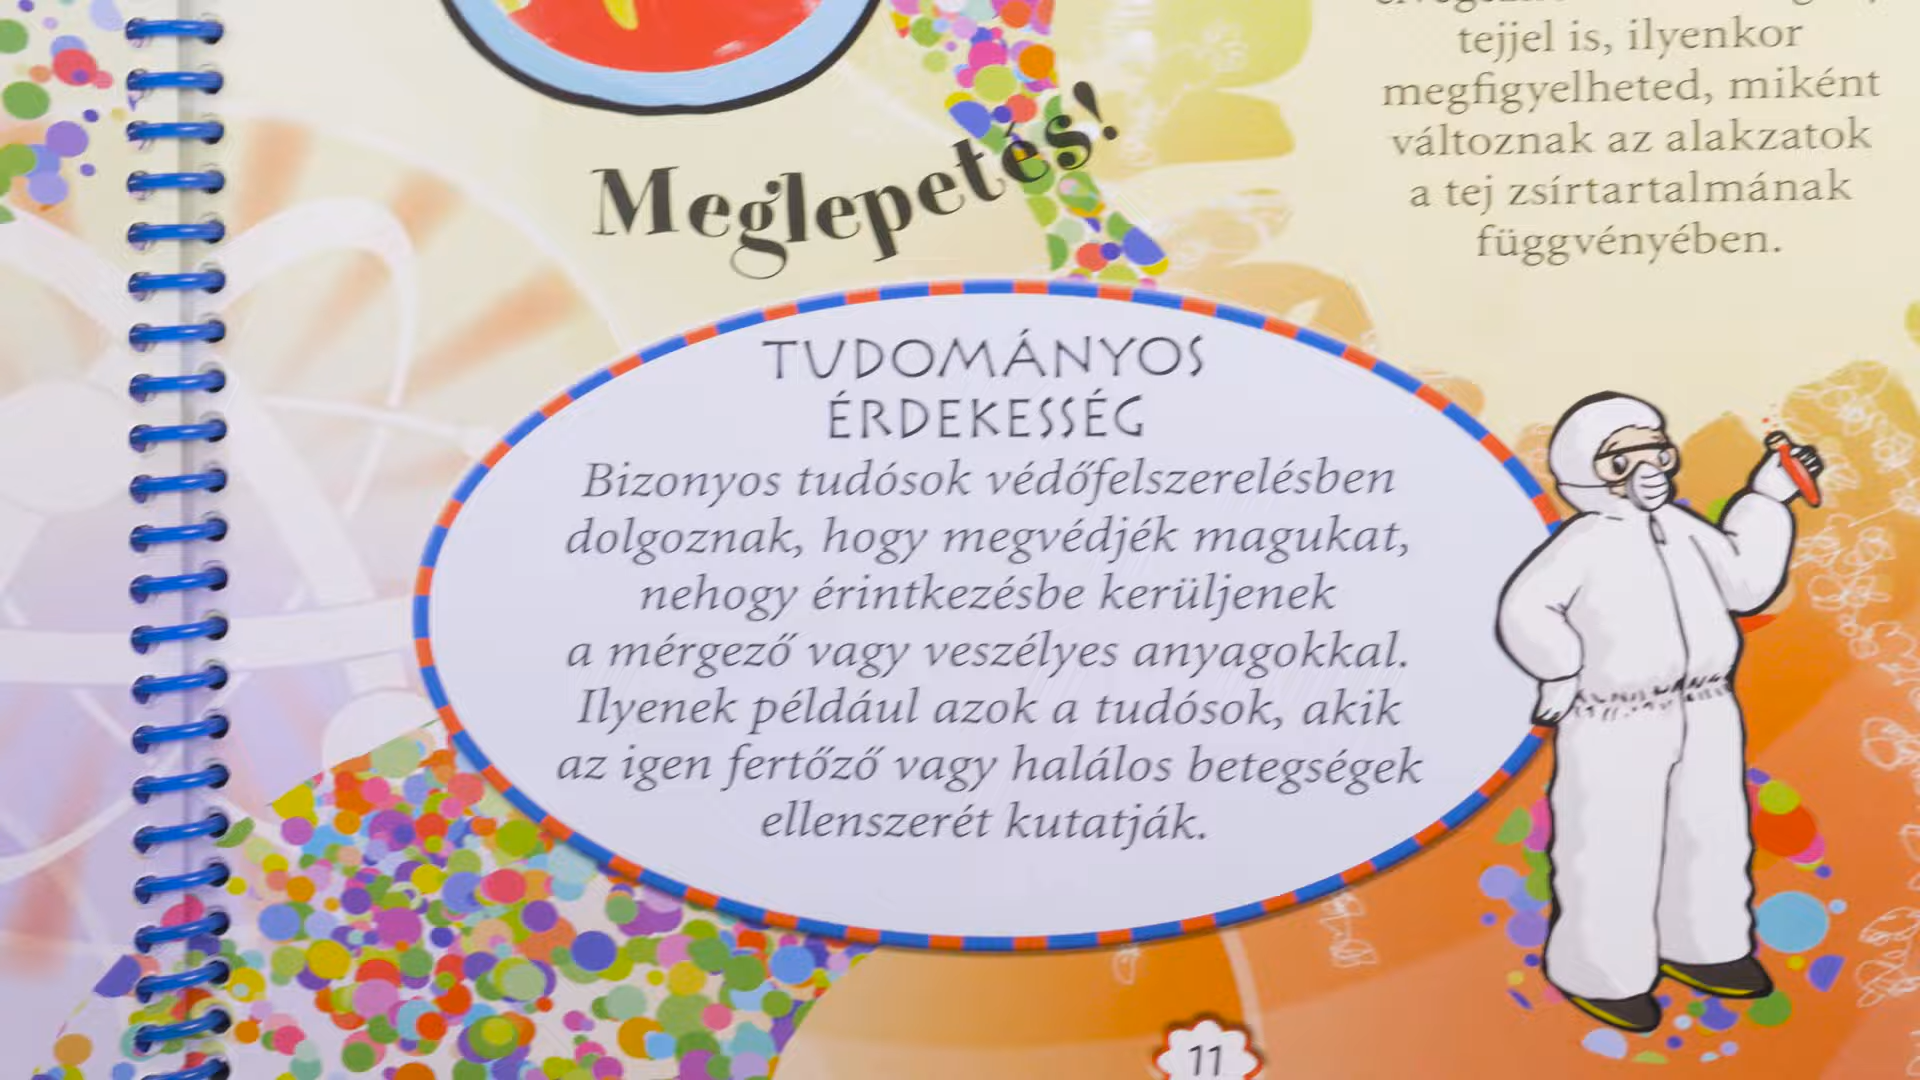 tejjel is, ilyenkor
megfigyelheted, miként
változnak az alakzatok
a tej zsírtartalmának
függvényében.
Meglepetés!
TUDOMÁNYOS
ÉRDEKESSÉG
Bizonyos tudósok védőfelszerelésben
dolgoznak, hogy megvédjék magukat,
nehogy érintkezésbe kerüljenek
a mérgező vagy veszélyes anyagokkal.
Ilyenek például azok a tudósok, akik
az igen fertőző vagy halálos betegségek
ellenszerét kutatják.
11